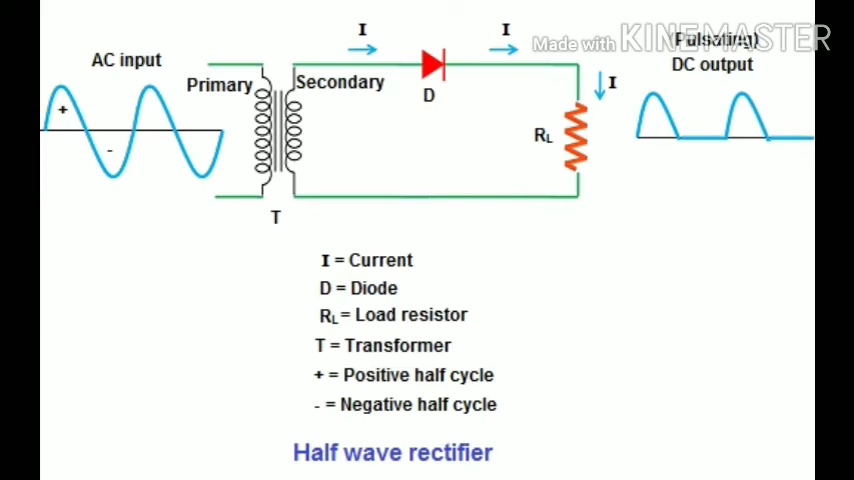 I
I
Made with KINEMASTER
(Pulsating)
DC output
AC input
Primary
Secondary
D
I
+
-
RL
T
I = Current
D = Diode
RL = Load resistor
T = Transformer
+ = Positive half cycle
- = Negative half cycle
Half wave rectifier